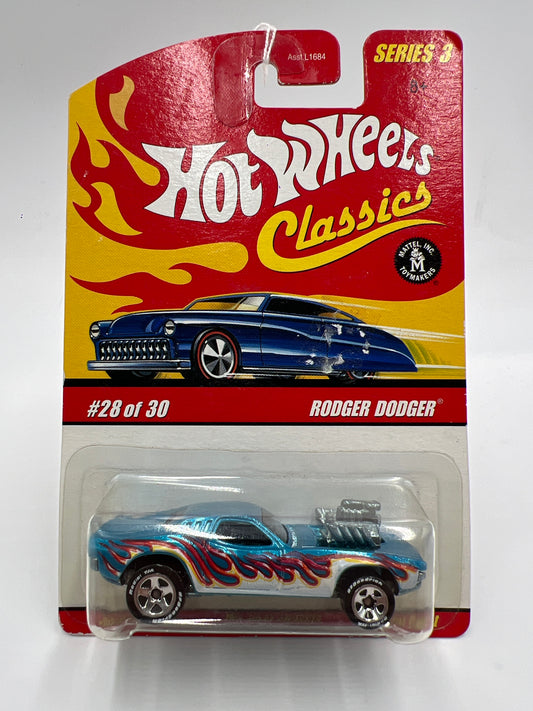 Asst.L1684
SERIES 3
3+
HOT WHEELS
Classics
MATTEL, INC.
M
TOYMAKERS
#28 of 30
RODGER DODGER®